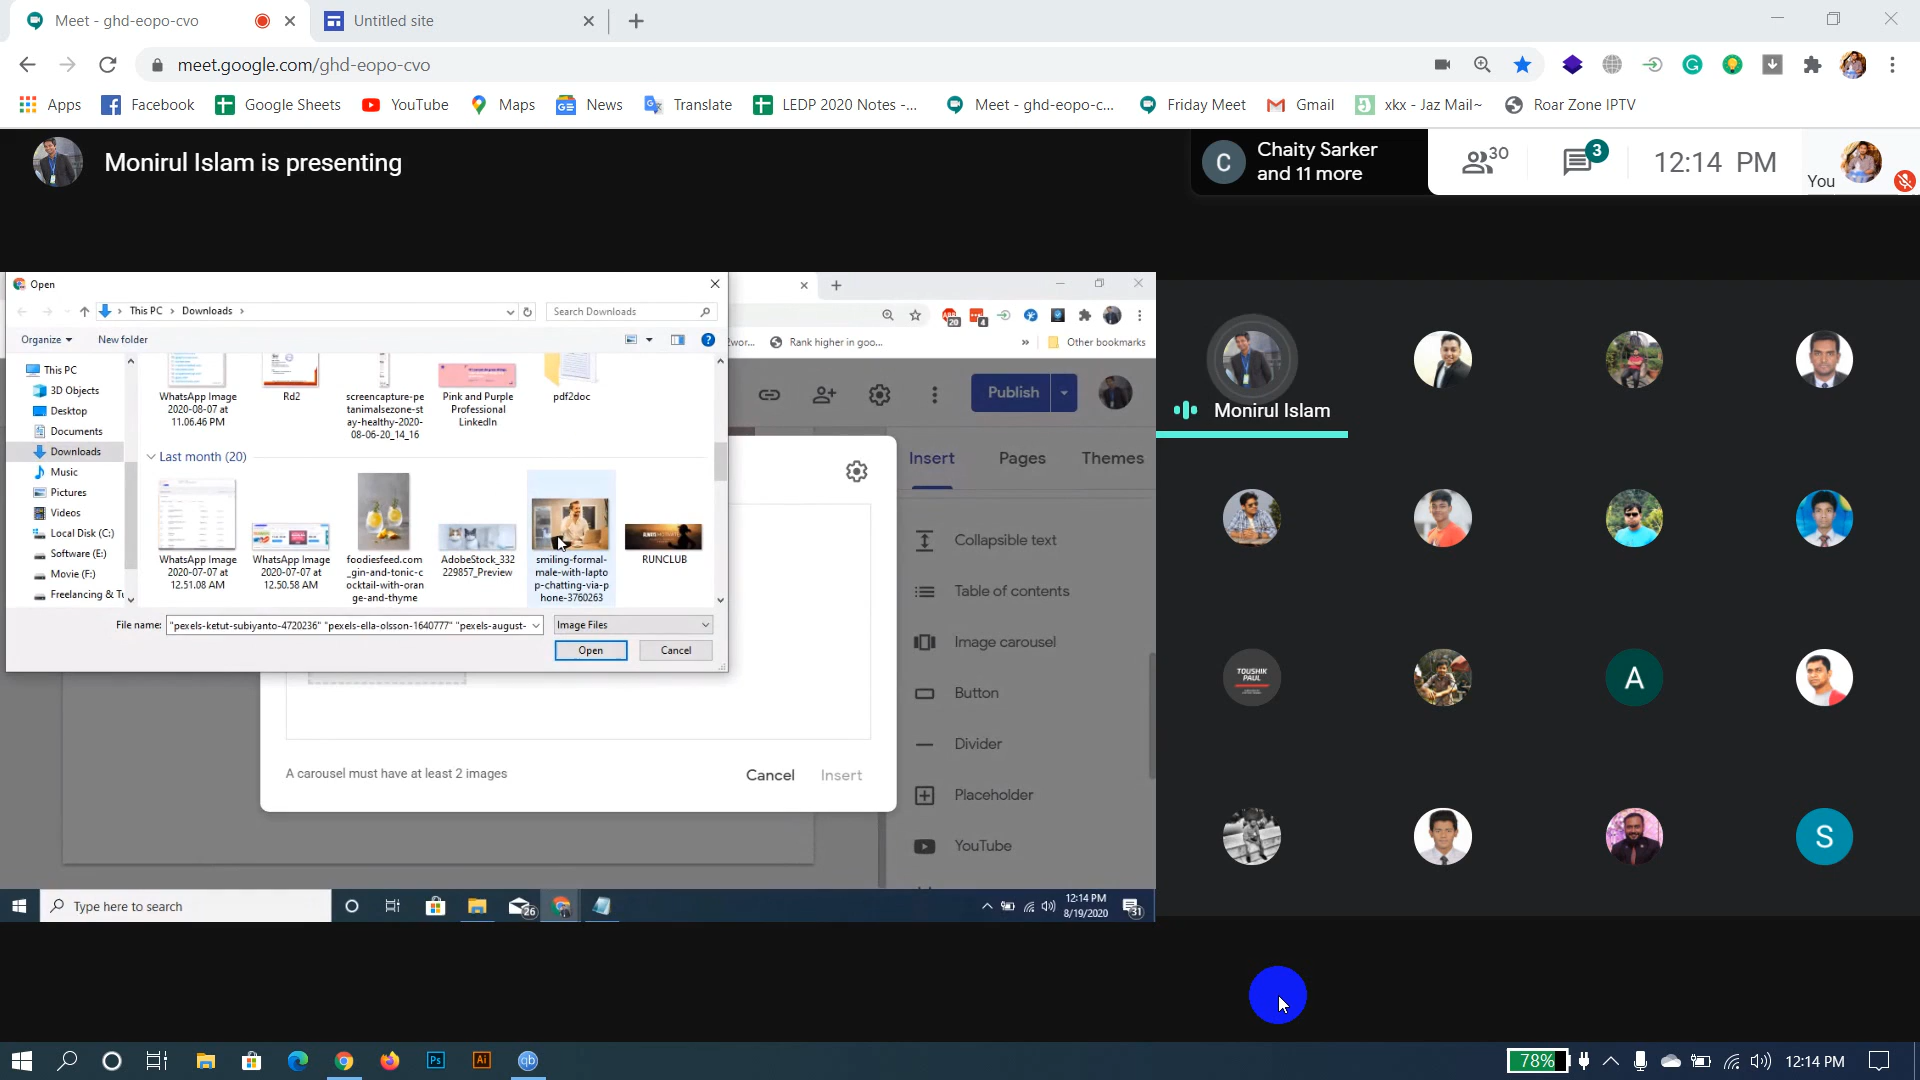 Meet - ghd-eopo-cvo
Untitled site
meet.google.com/ghd-eopo-cvo
Apps
Facebook
Google Sheets
YouTube
Maps
News
Translate
LEDP 2020 Notes -...
Meet - ghd-eopo-c...
Friday Meet
Gmail
xkx - Jaz Mail~
Roar Zone IPTV
Monirul Islam is presenting
C
Chaity Sarker
and 11 more
30
3
12:14 PM
You
Open
This PC
Downloads
Search Downloads
Organize
New folder
This PC
3D Objects
Desktop
Documents
Downloads
Music
Pictures
Videos
Local Disk (C:)
Software (E:)
Movie (F:)
WhatsApp Image
2020-08-07 at
11.06.46 PM
Rd2
screencapture-pe
tanimalsezone-st
ay-healthy-2020-
08-06-20_14_16
Pink and Purple
Professional
LinkedIn
pdf2doc
Last month (20)
WhatsApp Image
2020-07-07 at
12.51.08 AM
WhatsApp Image
2020-07-07 at
12.50.58 AM
foodiesfeed.com
_gin-and-tonic-c
ocktail-with-oran
ge-and-thyme
AdobeStock_332
229857_Preview
smiling-formal-
male-with-lapto
p-chatting-via-p
hone-3760263
RUNCLUB
File name:
"pexels-ketut-subiyanto-4720236" "pexels-ella-olsson-1640777" "pexels-august-
Image Files
Open
Cancel
Rank higher in goo...
Other bookmarks
Publish
Insert
Pages
Themes
Collapsible text
Table of contents
Image carousel
Button
Divider
Placeholder
YouTube
A carousel must have at least 2 images
Cancel
Insert
Type here to search
26
12:14 PM
8/19/2020
31
Monirul Islam
TOUSHIK
PAUL
A
S
Ps
Ai
qb
78%
12:14 PM